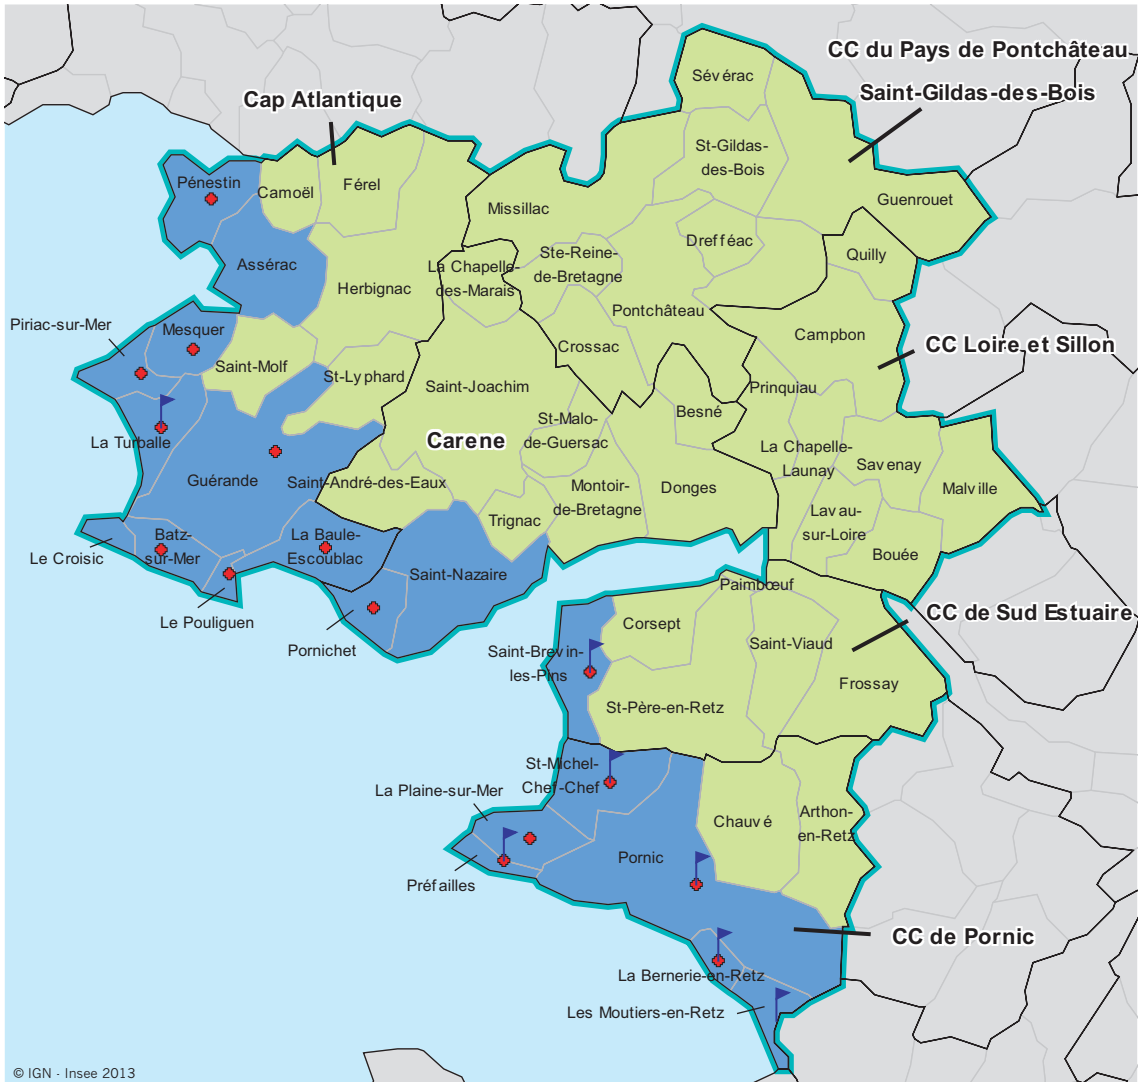 CC du Pays de Pontchâteau
Saint-Gildas-des-Bois
Cap Atlantique
Sévérac
St-Gildas-
des-Bois
Pénestin
Camoël
Férel
Guenrouet
Missillac
Drefféac
Quilly
Assérac
Ste-Reine-
de-Bretagne
La Chapelle-
des-Marais
Herbignac
Pontchâteau
Piriac-sur-Mer
Mesquer
Campbon
CC Loire et Sillon
Crossac
Saint-Molf
St-Lyphard
Saint-Joachim
Prinquiau
Besné
St-Malo-
de-Guersac
La Turballe
Carene
La Chapelle-
Launay
Savenay
Guérande
Saint-André-des-Eaux
Montoir-
de-Bretagne
Donges
Malville
Trignac
Lavau-
sur-Loire
Batz-
sur-Mer
La Baule-
Escoublac
Bouée
Le Croisic
Saint-Nazaire
Paimbœuf
Le Pouliguen
Pornichet
Corsept
CC de Sud Estuaire
Saint-Viaud
Saint-Brevin-
les-Pins
Frossay
St-Père-en-Retz
St-Michel-
Chef-Chef
La Plaine-sur-Mer
Chauvé
Arthon-
en-Retz
Pornic
Préfailles
CC de Pornic
La Bernerie-en-Retz
Les Moutiers-en-Retz
© IGN - Insee 2013